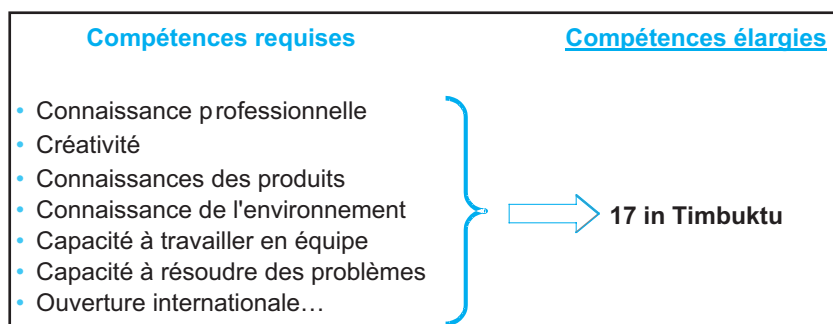 Compétences requises
Compétences élargies
• Connaissance professionnelle
• Créativité
• Connaissances des produits
• Connaissance de l'environnement
• Capacité à travailler en équipe
• Capacité à résoudre des problèmes
• Ouverture internationale…
17 in Timbuktu